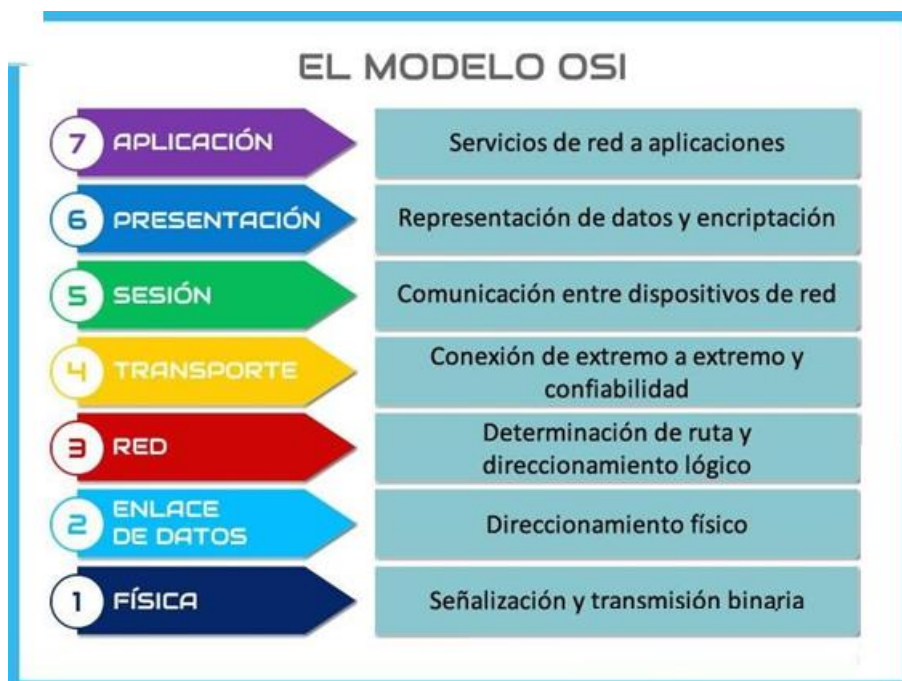 EL MODELO OSI
7 APLICACIÓN
Servicios de red a aplicaciones
6 PRESENTACIÓN
Representación de datos y encriptación
5 SESIÓN
Comunicación entre dispositivos de red
4 TRANSPORTE
Conexión de extremo a extremo y
confiabilidad
3 RED
Determinación de ruta y
direccionamiento lógico
2 ENLACE
DE DATOS
Direccionamiento físico
1 FÍSICA
Señalización y transmisión binaria